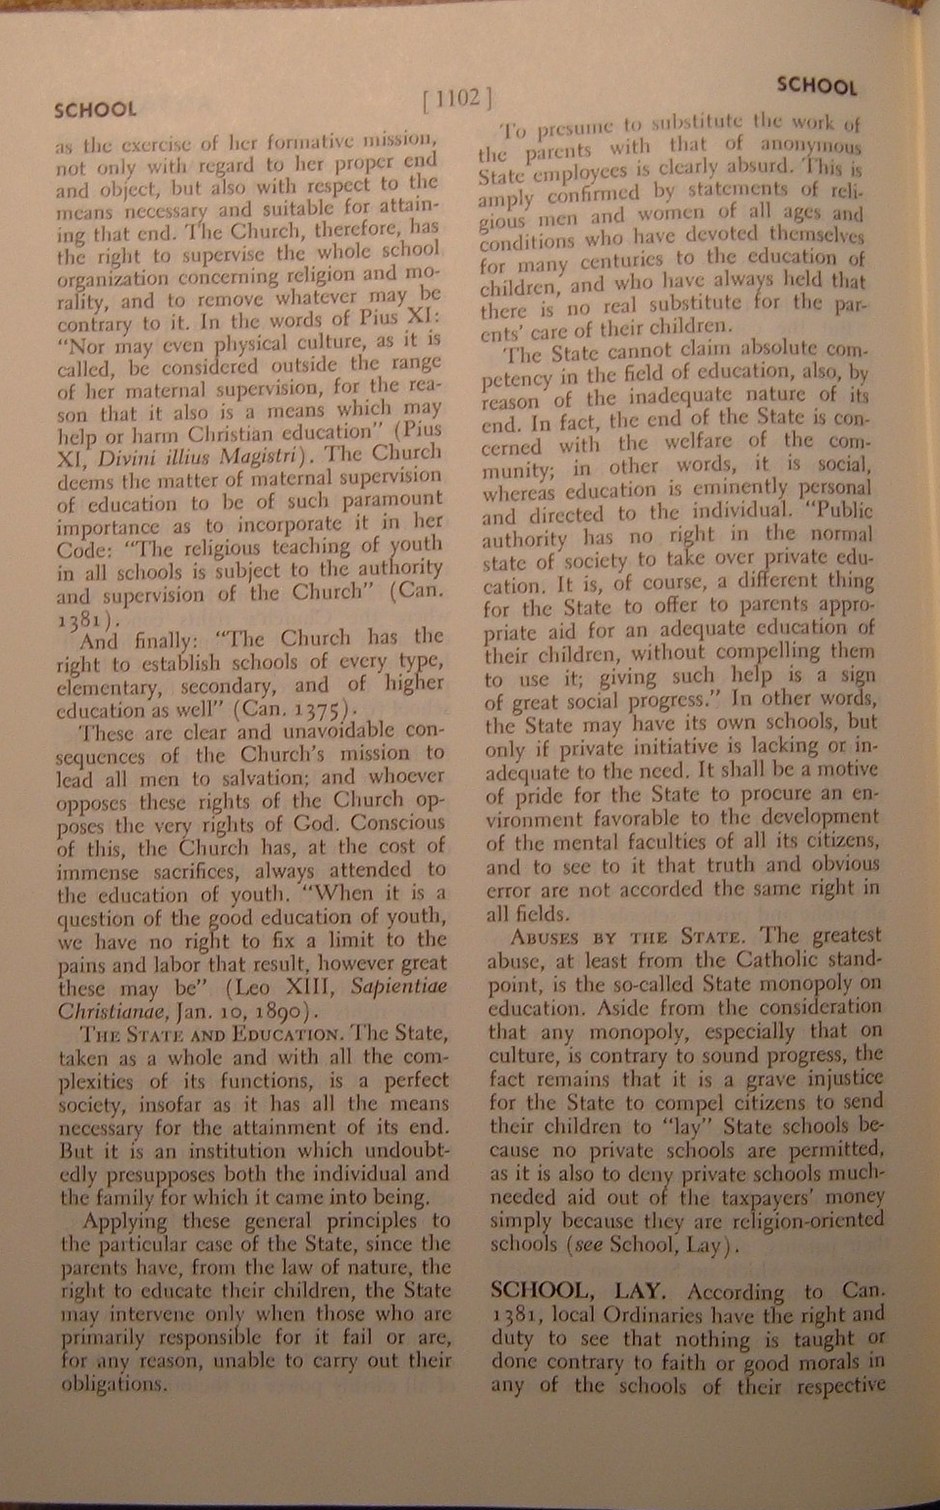 SCHOOL
[ 1102 ]
SCHOOL
as the exercise of her formative mission,
not only with regard to her proper end
and object, but also with respect to the
means necessary and suitable for attain-
ing that end. The Church, therefore, has
the right to supervise the whole school
organization concerning religion and mo-
rality, and to remove whatever may be
contrary to it. In the words of Pius XI:
“Nor may even physical culture, as it is
called, be considered outside the range
of her maternal supervision, for the rea-
son that it also is a means which may
help or harm Christian education” (Pius
XI, Divini illius Magistri). The Church
deems the matter of maternal supervision
of education to be of such paramount
importance as to incorporate it in her
Code: “The religious teaching of youth
in all schools is subject to the authority
and supervision of the Church” (Can.
1381).
And finally: “The Church has the
right to establish schools of every type,
elementary, secondary, and of higher
education as well” (Can. 1375).
These are clear and unavoidable con-
sequences of the Church’s mission to
lead all men to salvation; and whoever
opposes these rights of the Church op-
poses the very rights of God. Conscious
of this, the Church has, at the cost of
immense sacrifices, always attended to
the education of youth. “When it is a
question of the good education of youth,
we have no right to fix a limit to the
pains and labor that result, however great
these may be” (Leo XIII, Sapientiae
Christianae, Jan. 10, 1890).
THE STATE AND EDUCATION. The State,
taken as a whole and with all the com-
plexities of its functions, is a perfect
society, insofar as it has all the means
necessary for the attainment of its end.
But it is an institution which undoubt-
edly presupposes both the individual and
the family for which it came into being.
Applying these general principles to
the particular case of the State, since the
parents have, from the law of nature, the
right to educate their children, the State
may intervene only when those who are
primarily responsible for it fail or are,
for any reason, unable to carry out their
obligations.
To presume to substitute the work of
the parents with that of anonymous
State employees is clearly absurd. This is
amply confirmed by statements of reli-
gious men and women of all ages and
conditions who have devoted themselves
for many centuries to the education of
children, and who have always held that
there is no real substitute for the par-
ents’ care of their children.
The State cannot claim absolute com-
petency in the field of education, also, by
reason of the inadequate nature of its
end. In fact, the end of the State is con-
cerned with the welfare of the com-
munity; in other words, it is social,
whereas education is eminently personal
and directed to the individual. “Public
authority has no right in the normal
state of society to take over private edu-
cation. It is, of course, a different thing
for the State to offer to parents appro-
priate aid for an adequate education of
their children, without compelling them
to use it; giving such help is a sign
of great social progress.” In other words,
the State may have its own schools, but
only if private initiative is lacking or in-
adequate to the need. It shall be a motive
of pride for the State to procure an en-
vironment favorable to the development
of the mental faculties of all its citizens,
and to see to it that truth and obvious
error are not accorded the same right in
all fields.
ABUSES BY THE STATE. The greatest
abuse, at least from the Catholic stand-
point, is the so-called State monopoly on
education. Aside from the consideration
that any monopoly, especially that on
culture, is contrary to sound progress, the
fact remains that it is a grave injustice
for the State to compel citizens to send
their children to “lay” State schools be-
cause no private schools are permitted,
as it is also to deny private schools much-
needed aid out of the taxpayers’ money
simply because they are religion-oriented
schools (see School, Lay).
SCHOOL, LAY. According to Can.
1381, local Ordinaries have the right and
duty to see that nothing is taught or
done contrary to faith or good morals in
any of the schools of their respective